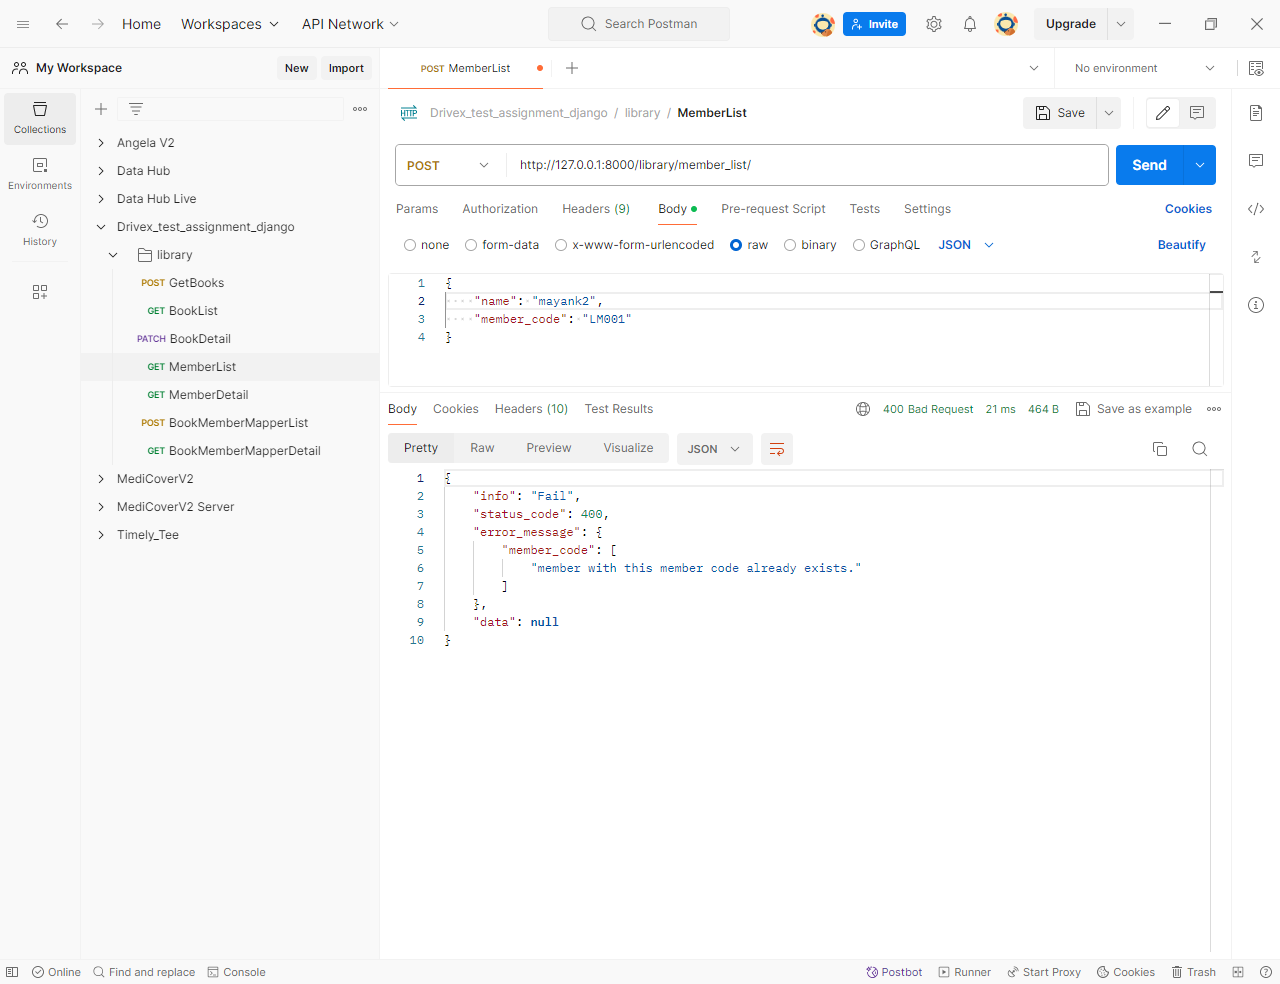 Home Workspaces API Network Search Postman Invite Upgrade
My Workspace New Import
POST MemberList No environment
Collections
Environments
History
Angela V2
Data Hub
Data Hub Live
Drivex_test_assignment_django
library
POST GetBooks
GET BookList
PATCH BookDetail
GET MemberList
GET MemberDetail
POST BookMemberMapperList
GET BookMemberMapperDetail
MediCoverV2
MediCoverV2 Server
Timely_Tee
HTTP Drivex_test_assignment_django / library / MemberList Save
POST http://127.0.0.1:8000/library/member_list/ Send
Params Authorization Headers (9) Body Pre-request Script Tests Settings Cookies
none form-data x-www-form-urlencoded raw binary GraphQL JSON Beautify
1 {
2 "name": "mayank2",
3 "member_code": "LM001"
4 }
Body Cookies Headers (10) Test Results 400 Bad Request 21 ms 464 B Save as example
Pretty Raw Preview Visualize JSON
1 {
2 "info": "Fail",
3 "status_code": 400,
4 "error_message": {
5 "member_code": [
6 "member with this member code already exists."
7 ]
8 },
9 "data": null
10 }
Online Find and replace Console Postbot Runner Start Proxy Cookies Trash